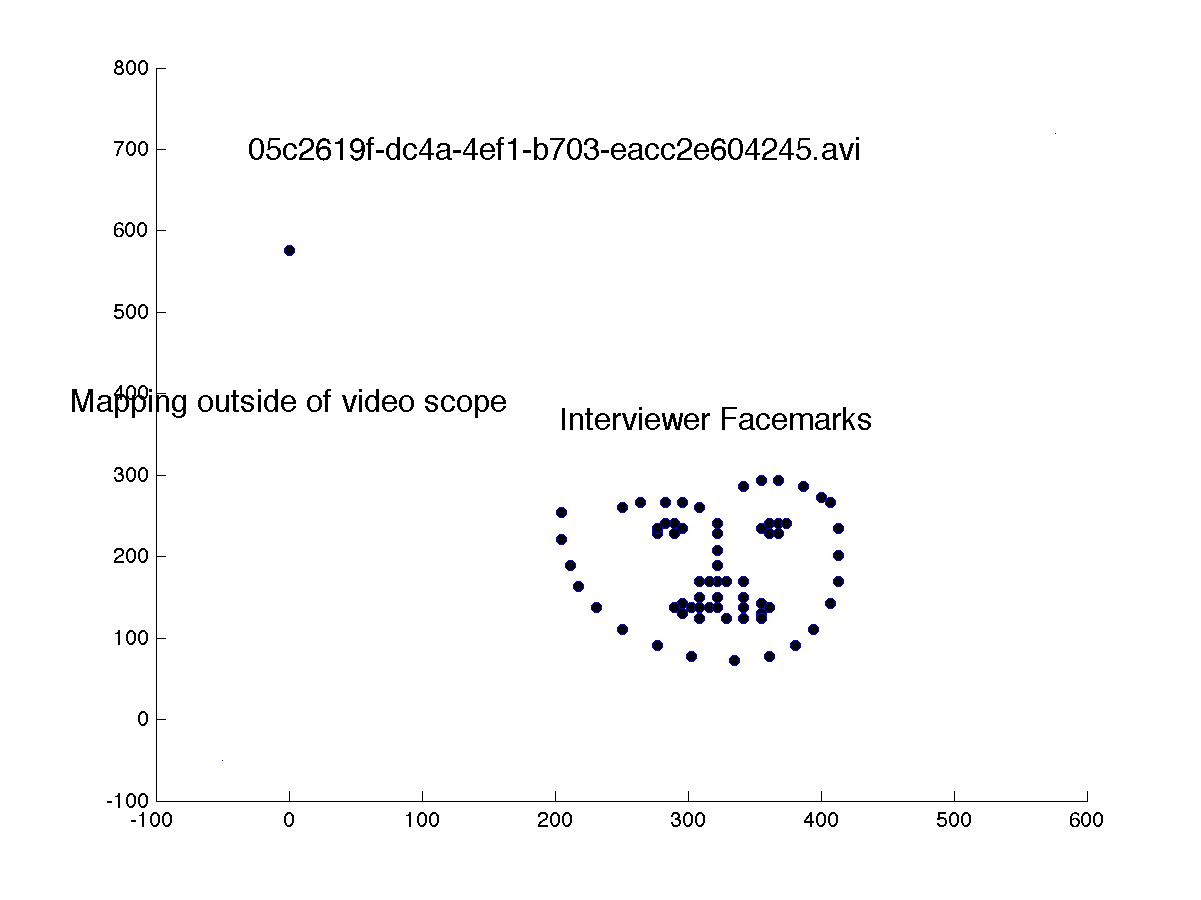 800
700
05c2619f-dc4a-4ef1-b703-eacc2e604245.avi
600
500
400
Mapping outside of video scope
Interviewer Facemarks
300
200
100
0
-100
-100 0 100 200 300 400 500 600